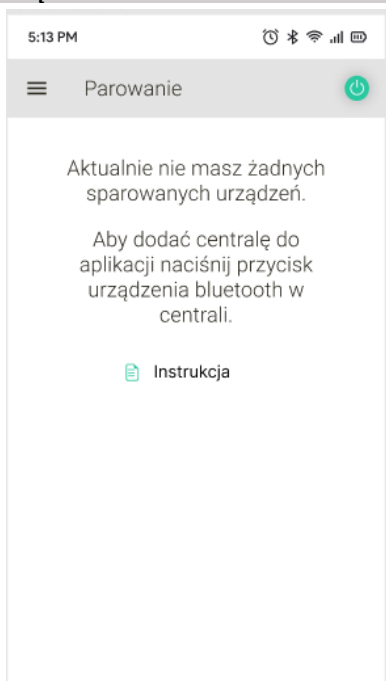 5:13 PM
Parowanie
Aktualnie nie masz żadnych
sparowanych urządzeń.
Aby dodać centralę do
aplikacji naciśnij przycisk
urządzenia bluetooth w
centrali.
Instrukcja